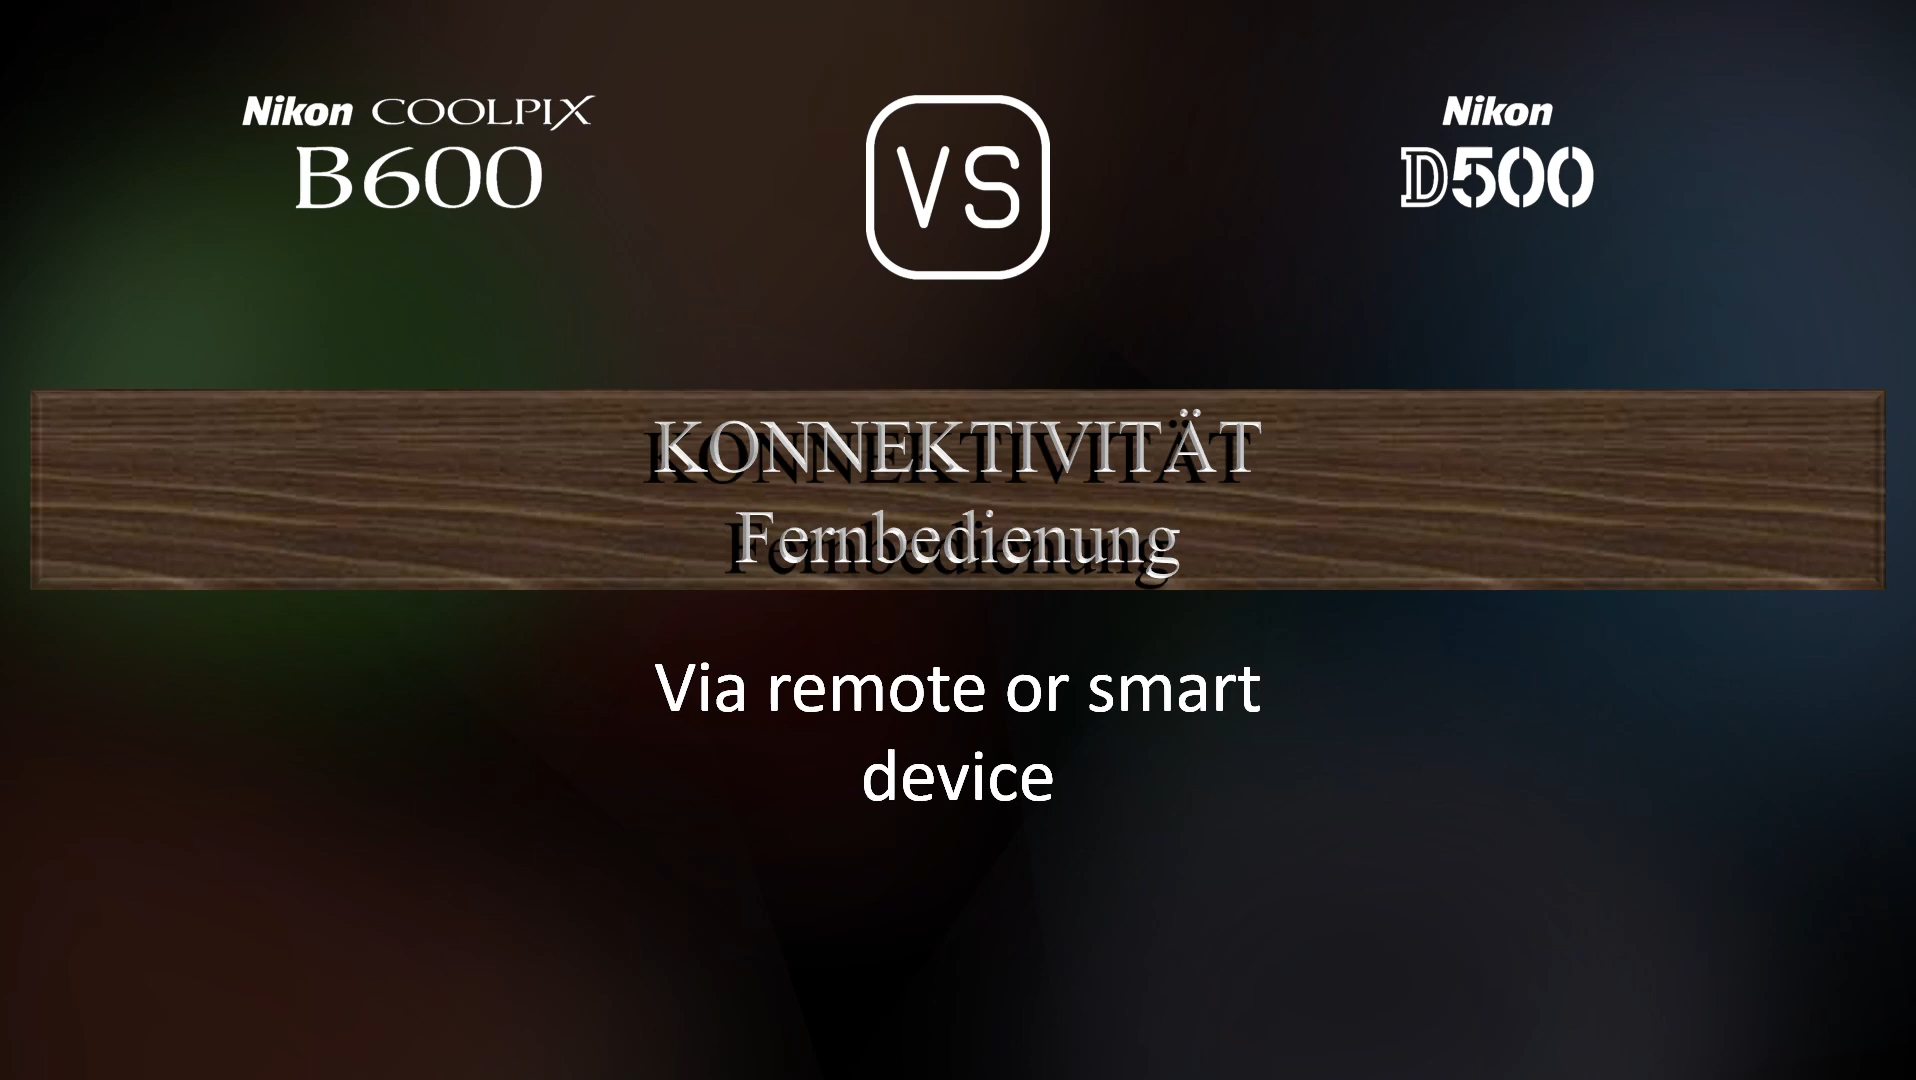 Nikon COOLPIX
B600
VS
Nikon
D500
KONNEKTIVITÄT
Fernbedienung
Via remote or smart
device